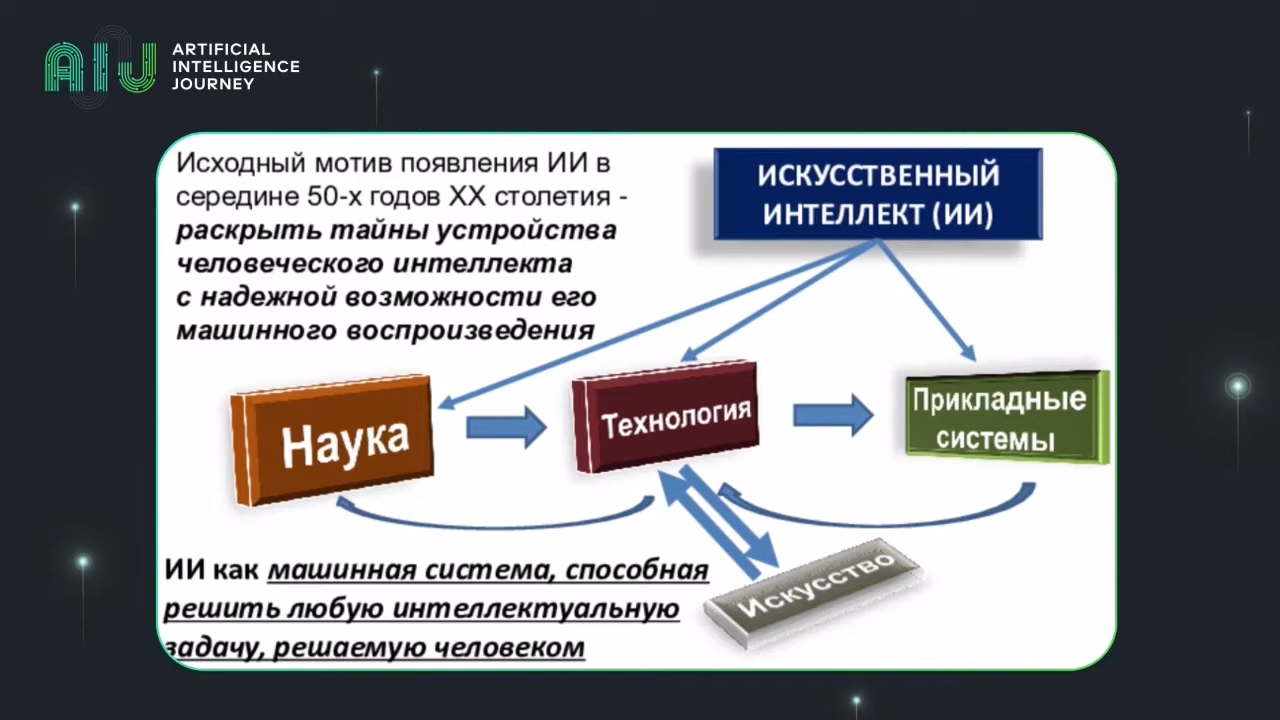 ARTIFICIAL
INTELLIGENCE
JOURNEY
Исходный мотив появления ИИ в
середине 50-х годов XX столетия -
раскрыть тайны устройства
человеческого интеллекта
с надежной возможности его
машинного воспроизведения
ИСКУССТВЕННЫЙ
ИНТЕЛЛЕКТ (ИИ)
Наука
Технология
Прикладные
системы
Искусство
ИИ как машинная система, способная
решить любую интеллектуальную
задачу, решаемую человеком